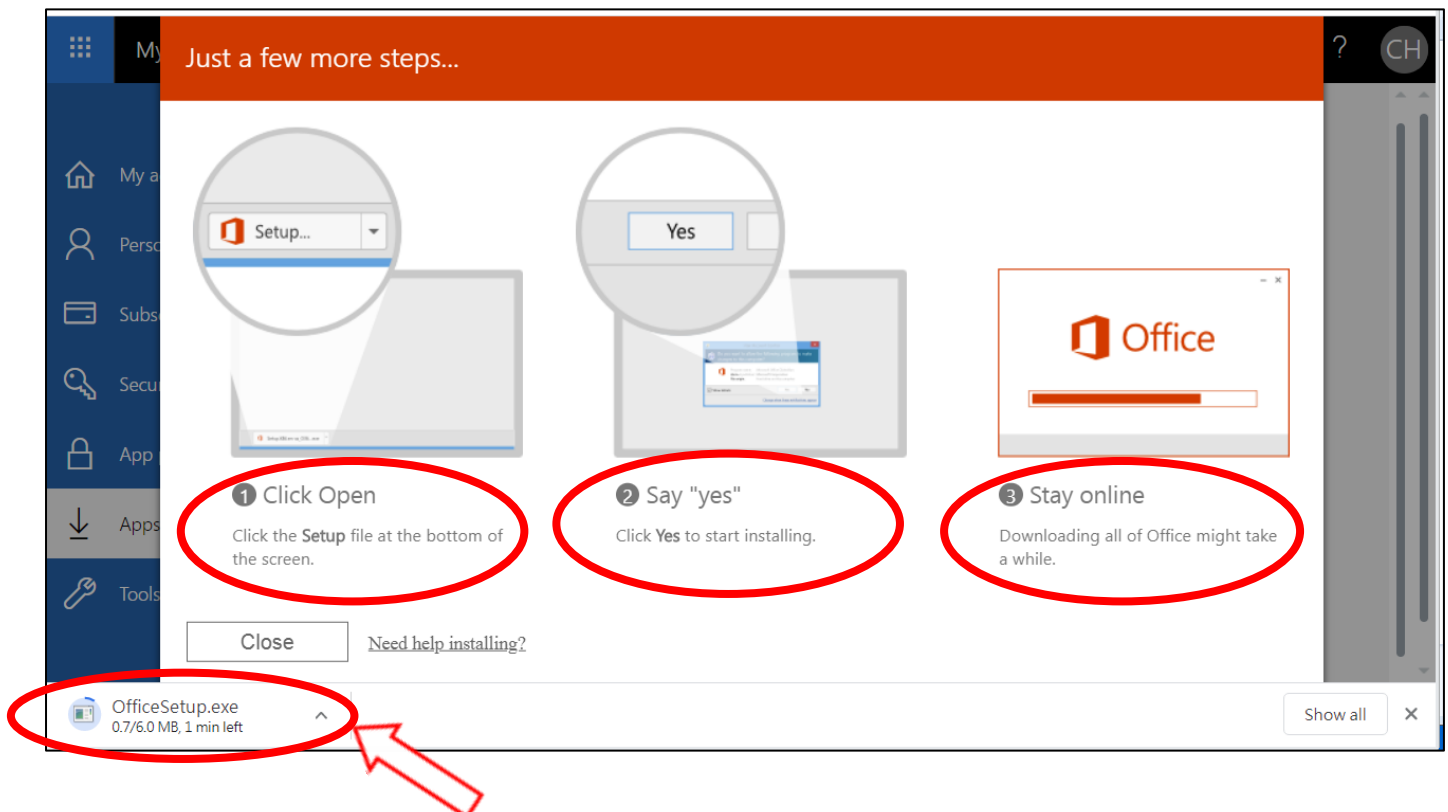 My
Just a few more steps...
?
CH
My a
Perso
Subs
Secu
App
Apps
Tools
Setup...
Yes
Office
1 Click Open
Click the Setup file at the bottom of
the screen.
2 Say "yes"
Click Yes to start installing.
3 Stay online
Downloading all of Office might take
a while.
Close
Need help installing?
OfficeSetup.exe
0.7/6.0 MB, 1 min left
Show all